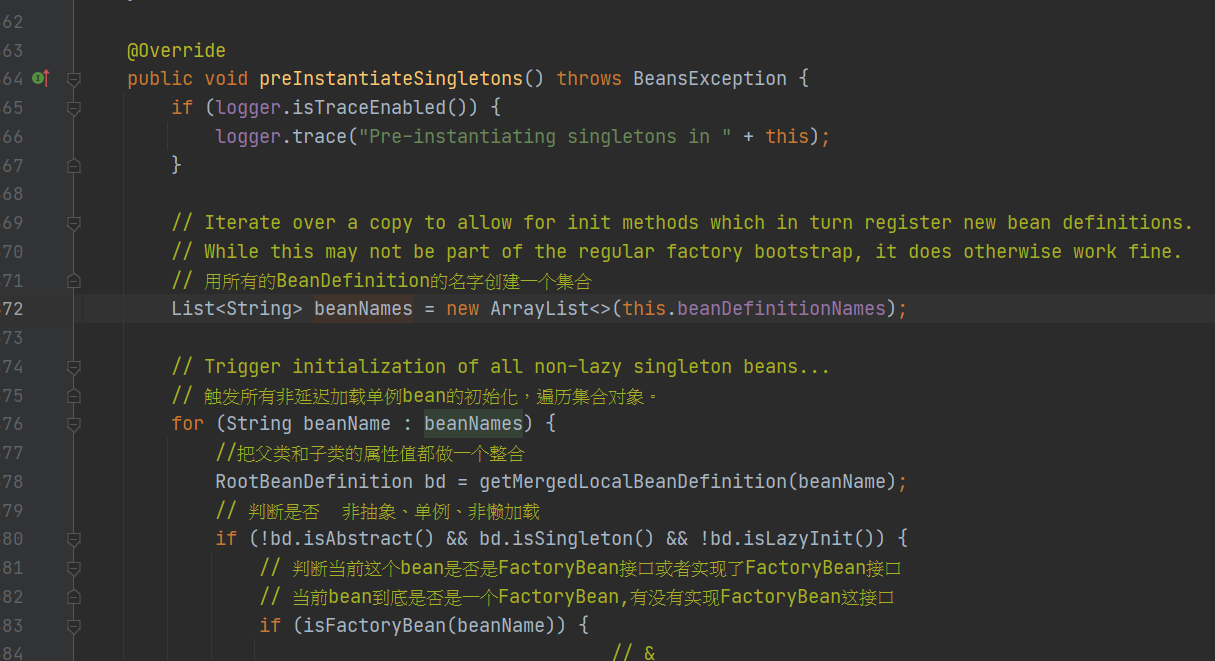 62
63 @Override
64 public void preInstantiateSingletons() throws BeansException {
65 if (logger.isTraceEnabled()) {
66 logger.trace("Pre-instantiating singletons in " + this);
67 }
68
69 // Iterate over a copy to allow for init methods which in turn register new bean definitions.
70 // While this may not be part of the regular factory bootstrap, it does otherwise work fine.
71 // 用所有的BeanDefinition的名字创建一个集合
72 List<String> beanNames = new ArrayList<>(this.beanDefinitionNames);
73
74 // Trigger initialization of all non-lazy singleton beans...
75 // 触发所有非延迟加载单例bean的初始化，遍历集合对象。
76 for (String beanName : beanNames) {
77 //把父类和子类的属性值都做一个整合
78 RootBeanDefinition bd = getMergedLocalBeanDefinition(beanName);
79 // 判断是否  非抽象、单例、非懒加载
80 if (!bd.isAbstract() && bd.isSingleton() && !bd.isLazyInit()) {
81 // 判断当前这个bean是否是FactoryBean接口或者实现了FactoryBean接口
82 // 当前bean到底是否是一个FactoryBean,有没有实现FactoryBean这接口
83 if (isFactoryBean(beanName)) {
84 // &